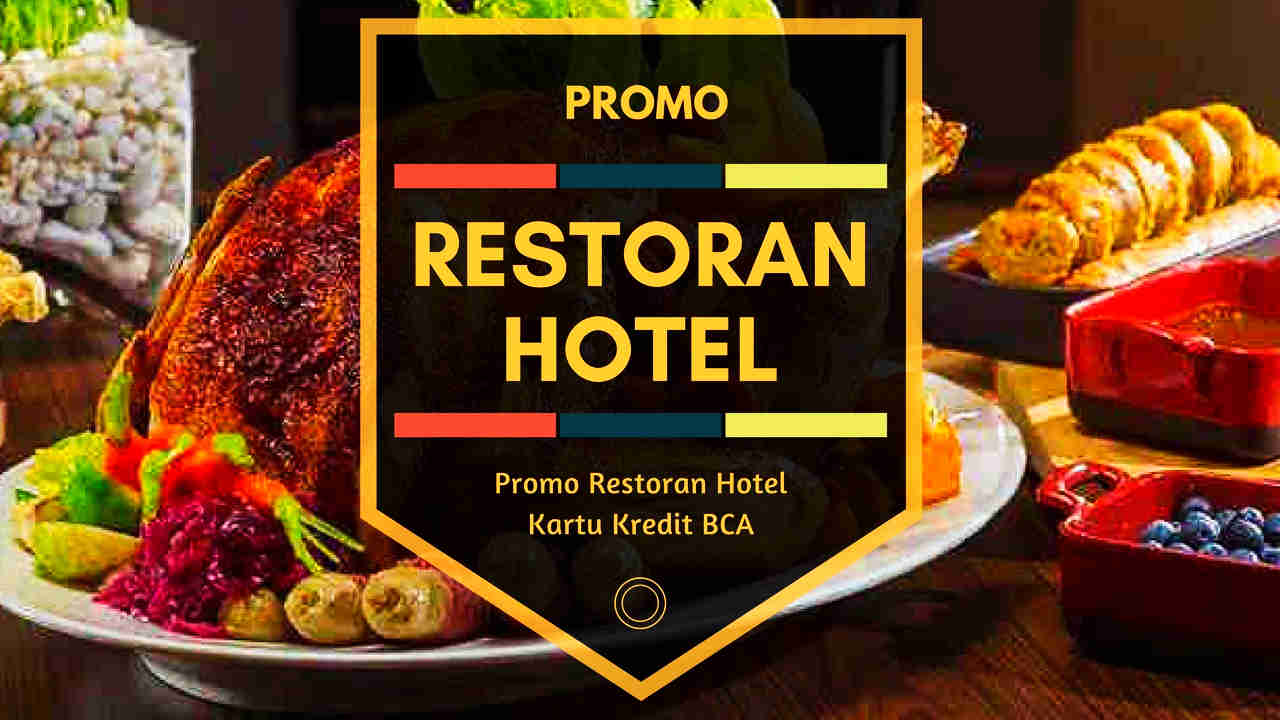 PROMO
RESTORAN
HOTEL
Promo Restoran Hotel
Kartu Kredit BCA